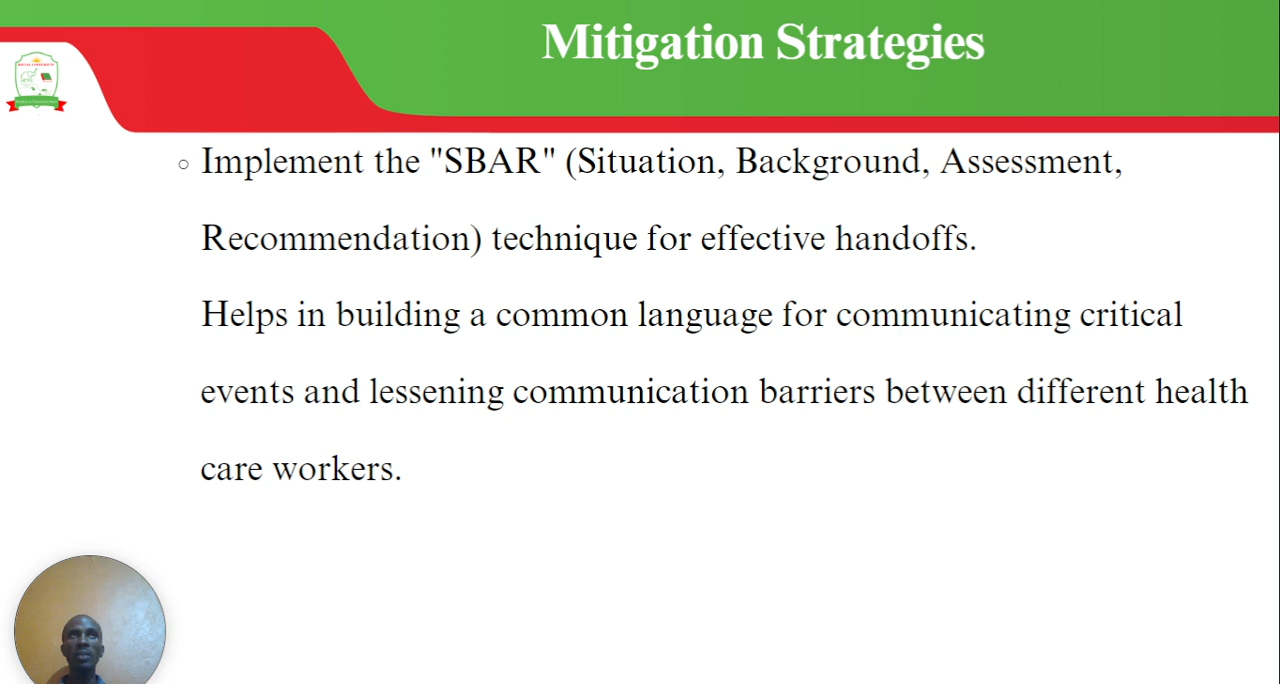 Mitigation Strategies
○ Implement the "SBAR" (Situation, Background, Assessment,
Recommendation) technique for effective handoffs.
Helps in building a common language for communicating critical
events and lessening communication barriers between different health
care workers.